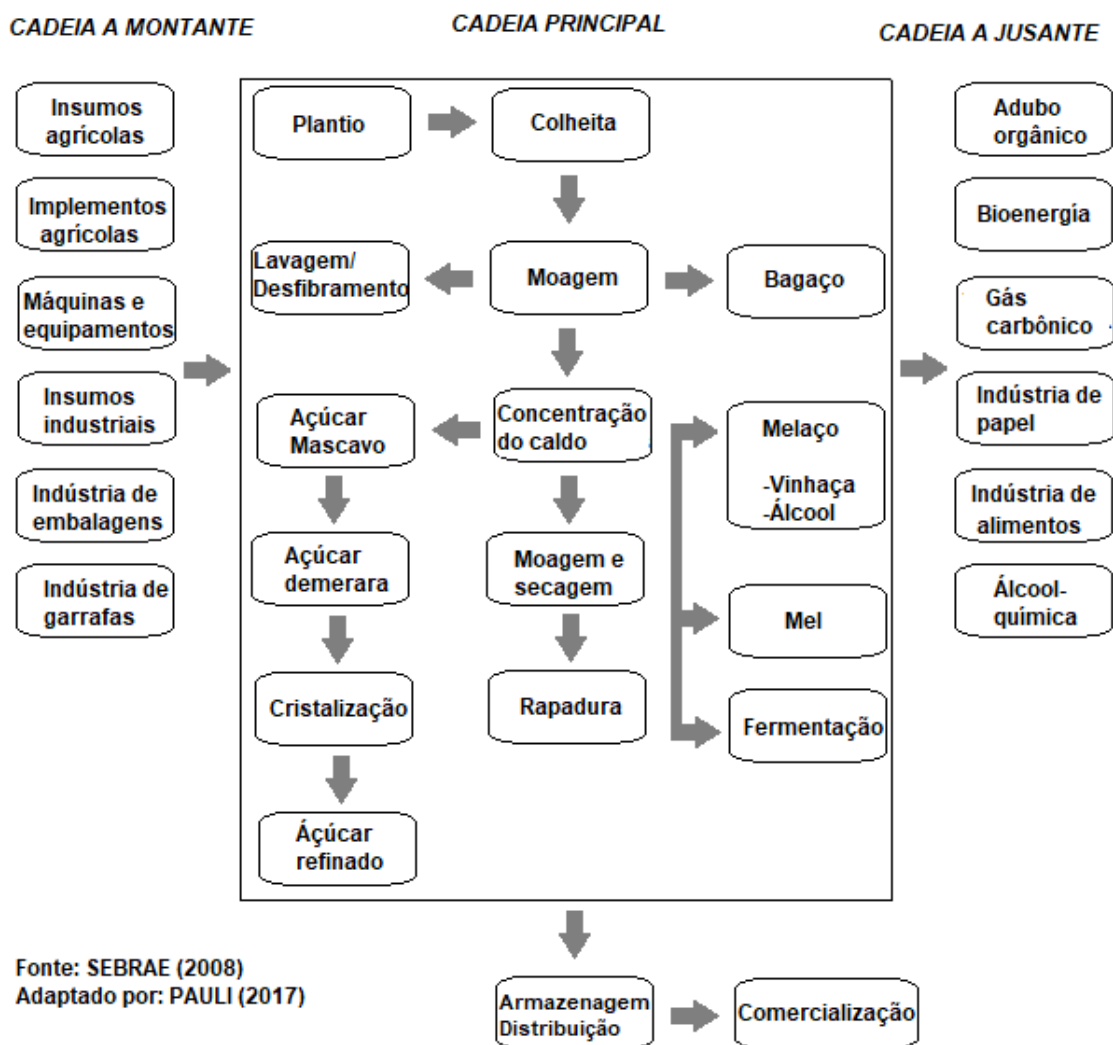 CADEIA A MONTANTE
CADEIA PRINCIPAL
CADEIA A JUSANTE
Insumos
agrícolas
Implementos
agrícolas
Máquinas e
equipamentos
Insumos
industriais
Indústria de
embalagens
Indústria de
garrafas
Plantio
Colheita
Lavagem/
Desfibramento
Moagem
Bagaço
Açúcar
Mascavo
Concentração
do caldo
Melaço
-Vinhaça
-Álcool
Açúcar
demerara
Moagem e
secagem
Mel
Cristalização
Rapadura
Fermentação
Áçúcar
refinado
Adubo
orgânico
Bioenergía
Gás
carbônico
Indústria de
papel
Indústria de
alimentos
Álcool-
química
Armazenagem
Distribuição
Comercialização
Fonte: SEBRAE (2008)
Adaptado por: PAULI (2017)